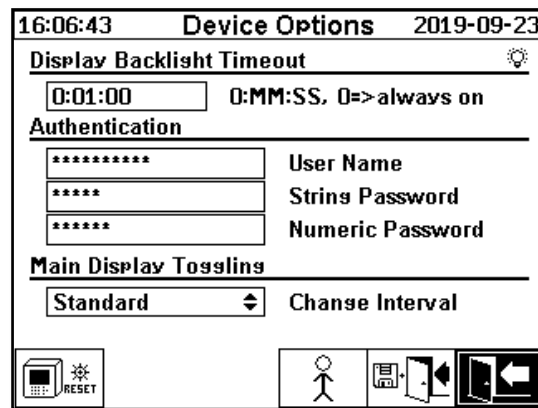 16:06:43 Device Options 2019-09-23
Display Backlight Timeout
0:01:00 0:MM:SS, 0=>always on
Authentication
********** User Name
***** String Password
****** Numeric Password
Main Display Toggling
Standard Change Interval
RESET